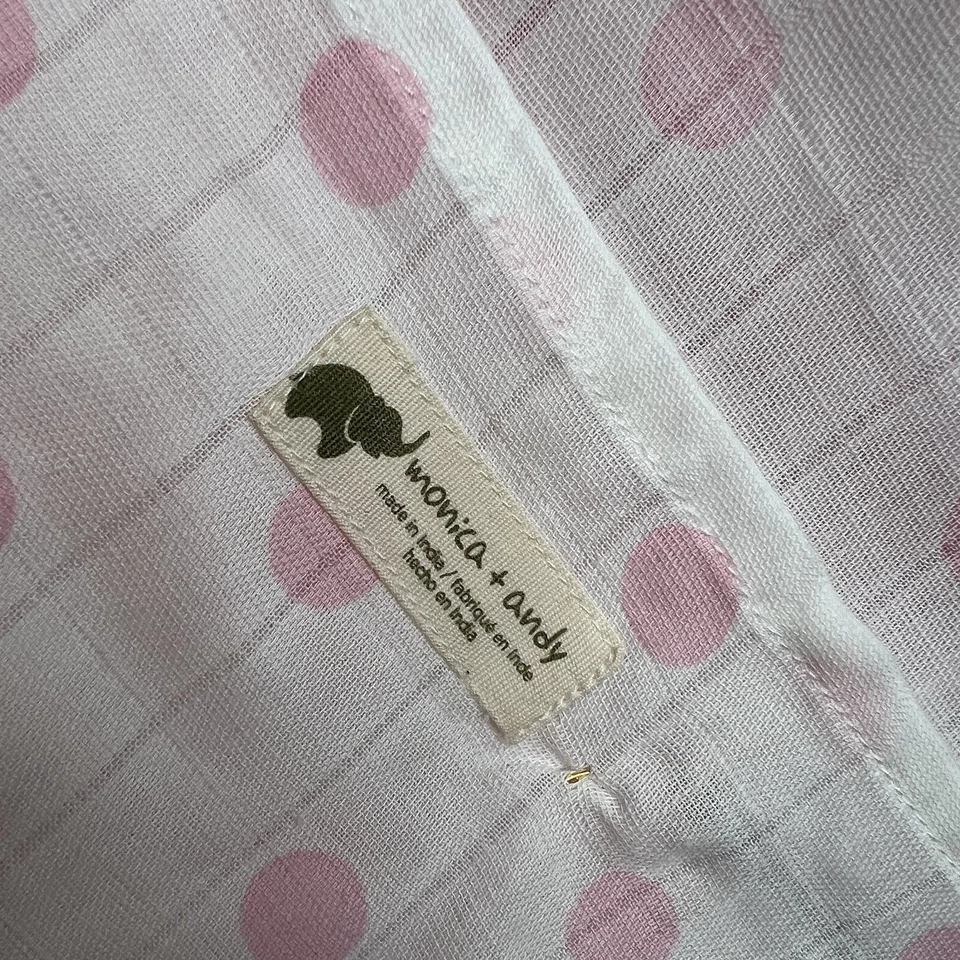 monica + andy
made in India / fabriqué en Inde
hecho en India